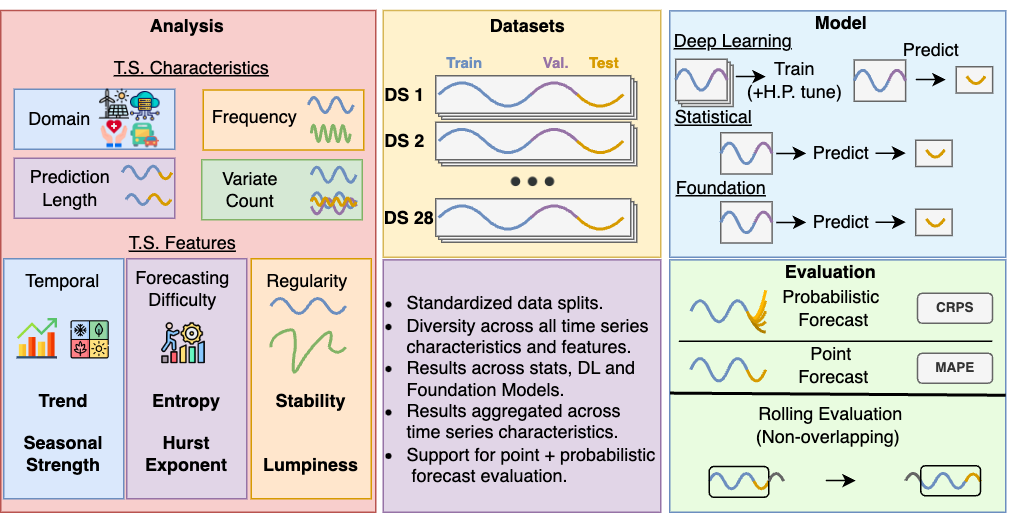 Analysis
T.S. Characteristics
Domain
Frequency
Prediction
Length
Variate
Count
T.S. Features
Temporal
Trend
Seasonal
Strength
Forecasting
Difficulty
Entropy
Hurst
Exponent
Regularity
Stability
Lumpiness
Datasets
Train
Val.
Test
DS 1
DS 2
DS 28
• Standardized data splits.
• Diversity across all time series
characteristics and features.
• Results across stats, DL and
Foundation Models.
• Results aggregated across
time series characteristics.
• Support for point + probabilistic
forecast evaluation.
Model
Deep Learning
Train
(+H.P. tune)
Predict
Statistical
Predict
Foundation
Predict
Evaluation
Probabilistic
Forecast
CRPS
Point
Forecast
MAPE
Rolling Evaluation
(Non-overlapping)